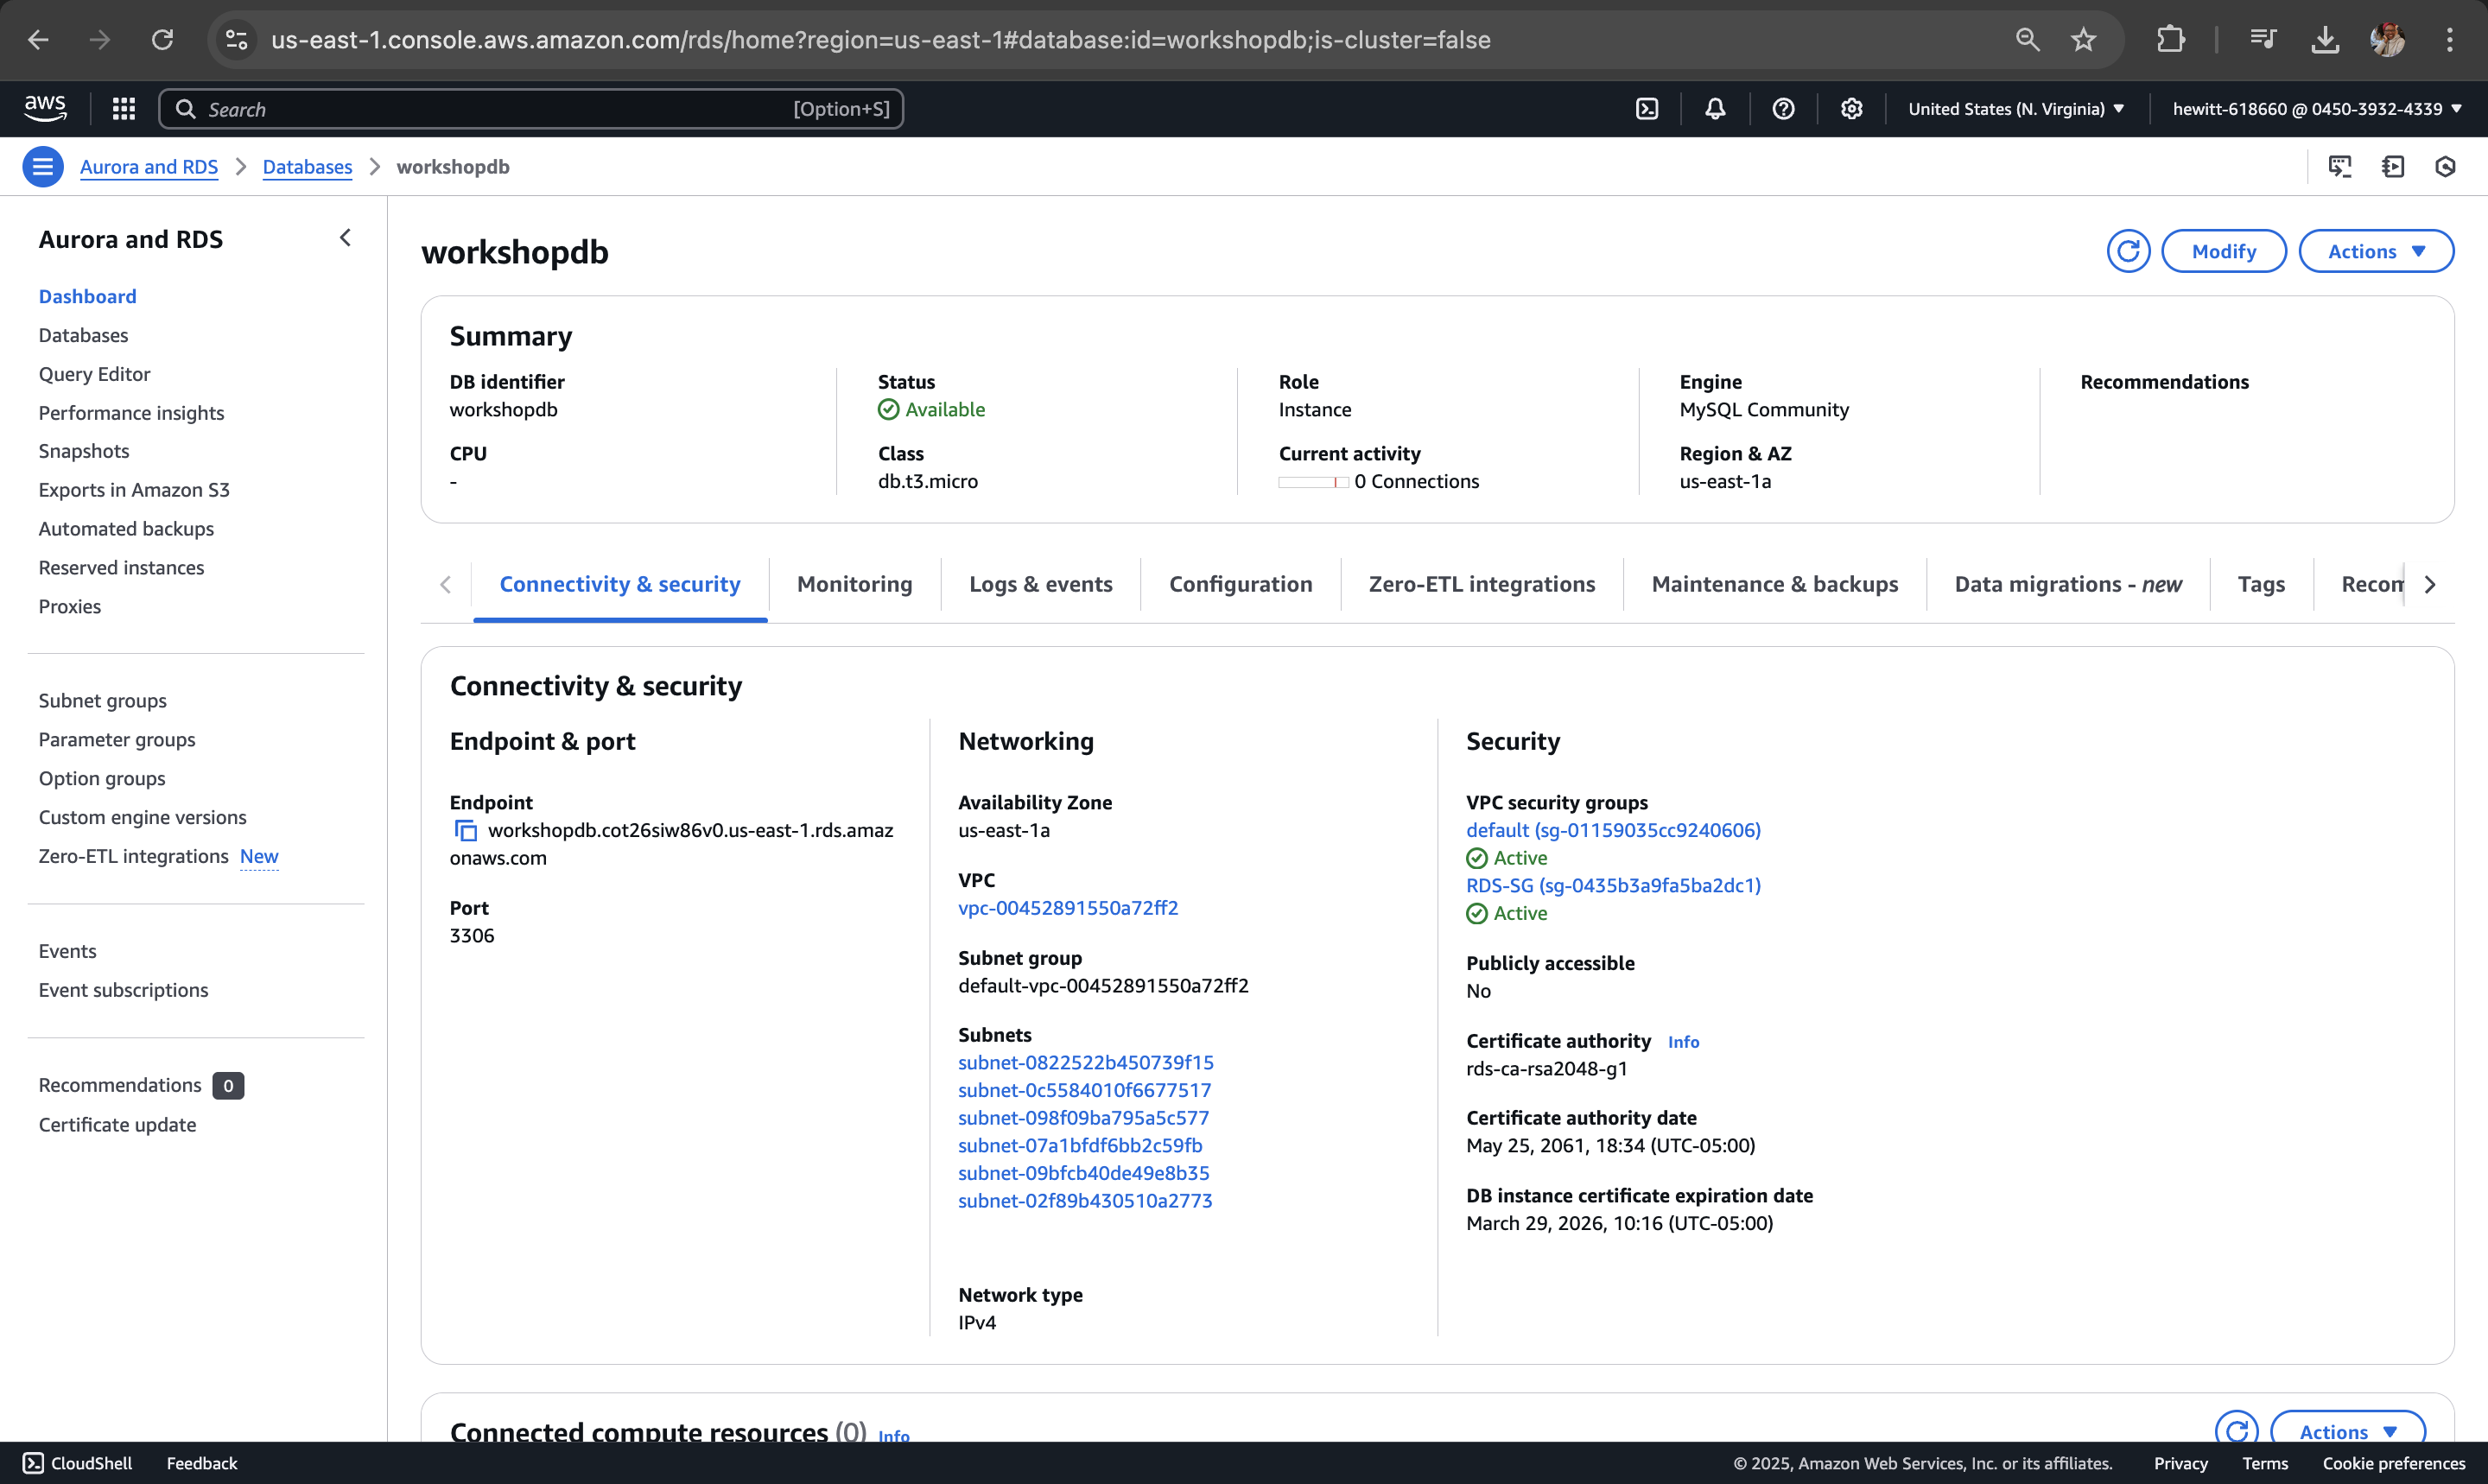 us-east-1.console.aws.amazon.com/rds/home?region=us-east-1#database:id=workshopdb;is-cluster=false
aws
Search
[Option+S]
United States (N. Virginia)
hewitt-618660 @ 0450-3932-4339
Aurora and RDS
Databases
workshopdb
Aurora and RDS
Dashboard
Databases
Query Editor
Performance insights
Snapshots
Exports in Amazon S3
Automated backups
Reserved instances
Proxies
Subnet groups
Parameter groups
Option groups
Custom engine versions
Zero-ETL integrations New
Events
Event subscriptions
Recommendations 0
Certificate update
workshopdb
Modify
Actions
Summary
DB identifier
workshopdb
CPU
-
Status
Available
Class
db.t3.micro
Role
Instance
Current activity
0 Connections
Engine
MySQL Community
Region & AZ
us-east-1a
Recommendations
Connectivity & security
Monitoring
Logs & events
Configuration
Zero-ETL integrations
Maintenance & backups
Data migrations - new
Tags
Recom
Connectivity & security
Endpoint & port
Endpoint
workshopdb.cot26siw86v0.us-east-1.rds.amaz
onaws.com
Port
3306
Networking
Availability Zone
us-east-1a
VPC
vpc-00452891550a72ff2
Subnet group
default-vpc-00452891550a72ff2
Subnets
subnet-0822522b450739f15
subnet-0c5584010f6677517
subnet-098f09ba795a5c577
subnet-07a1bfdf6bb2c59fb
subnet-09bfcb40de49e8b35
subnet-02f89b430510a2773
Network type
IPv4
Security
VPC security groups
default (sg-01159035cc9240606)
Active
RDS-SG (sg-0435b3a9fa5ba2dc1)
Active
Publicly accessible
No
Certificate authority Info
rds-ca-rsa2048-g1
Certificate authority date
May 25, 2061, 18:34 (UTC-05:00)
DB instance certificate expiration date
March 29, 2026, 10:16 (UTC-05:00)
Connected compute resources (0) Info
Actions
CloudShell
Feedback
© 2025, Amazon Web Services, Inc. or its affiliates.
Privacy
Terms
Cookie preferences